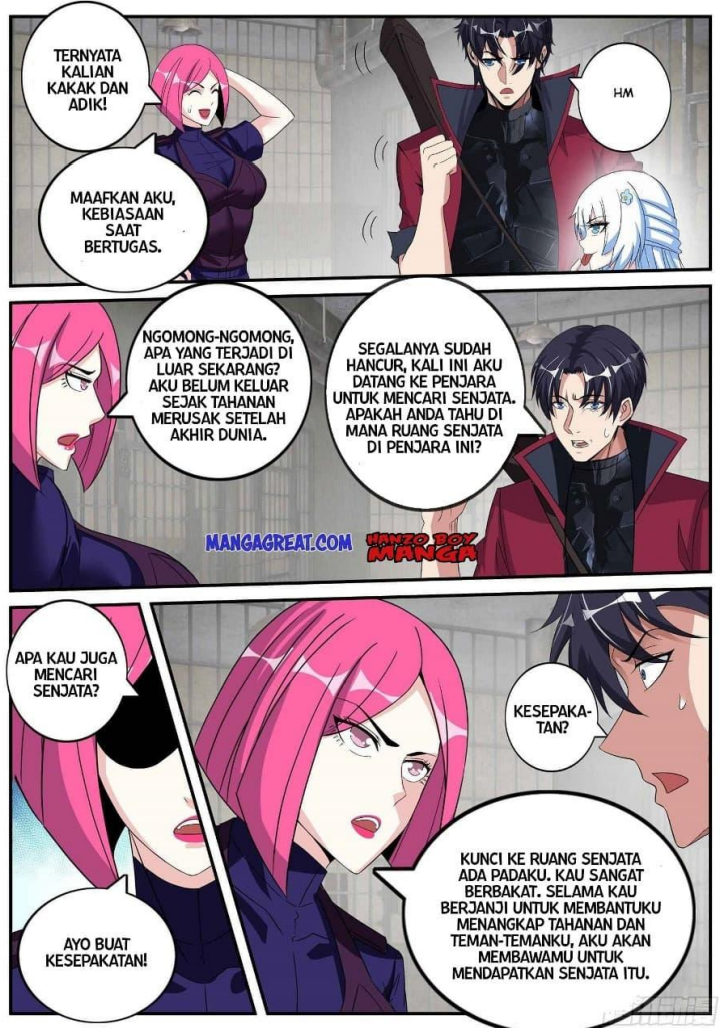 TERNYATA
KALIAN
KAKAK DAN
ADIK!
HM
MAAFKAN AKU,
KEBIASAAN
SAAT
BERTUGAS.
NGOMONG-NGOMONG,
APA YANG TERJADI DI
LUAR SEKARANG?
AKU BELUM KELUAR
SEJAK TAHANAN
MERUSAK SETELAH
AKHIR DUNIA.
SEGALANYA SUDAH
HANCUR, KALI INI AKU
DATANG KE PENJARA
UNTUK MENCARI SENJATA.
APAKAH ANDA TAHU DI
MANA RUANG SENJATA
DI PENJARA INI?
MANGAGREAT.COM
HANZO BOY
MANGA
APA KAU JUGA
MENCARI
SENJATA?
AYO BUAT
KESEPAKATAN!
KESEPAKA-
TAN?
KUNCI KE RUANG SENJATA
ADA PADAKU. KAU SANGAT
BERBAKAT. SELAMA KAU
BERJANJI UNTUK MEMBANTUKU
MENANGKAP TAHANAN DAN
TEMAN-TEMANKU, AKU AKAN
MEMBAWAMU UNTUK
MENDAPATKAN SENJATA ITU.